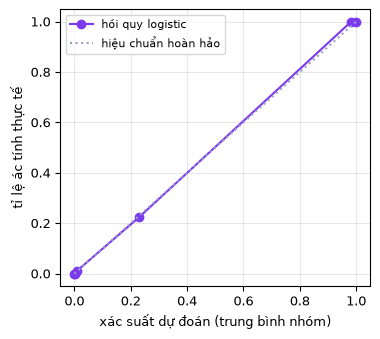 hồi quy logistic
hiệu chuẩn hoàn hảo
tỉ lệ ác tính thực tế
1.0
0.8
0.6
0.4
0.2
0.0
0.0 0.2 0.4 0.6 0.8 1.0
xác suất dự đoán (trung bình nhóm)